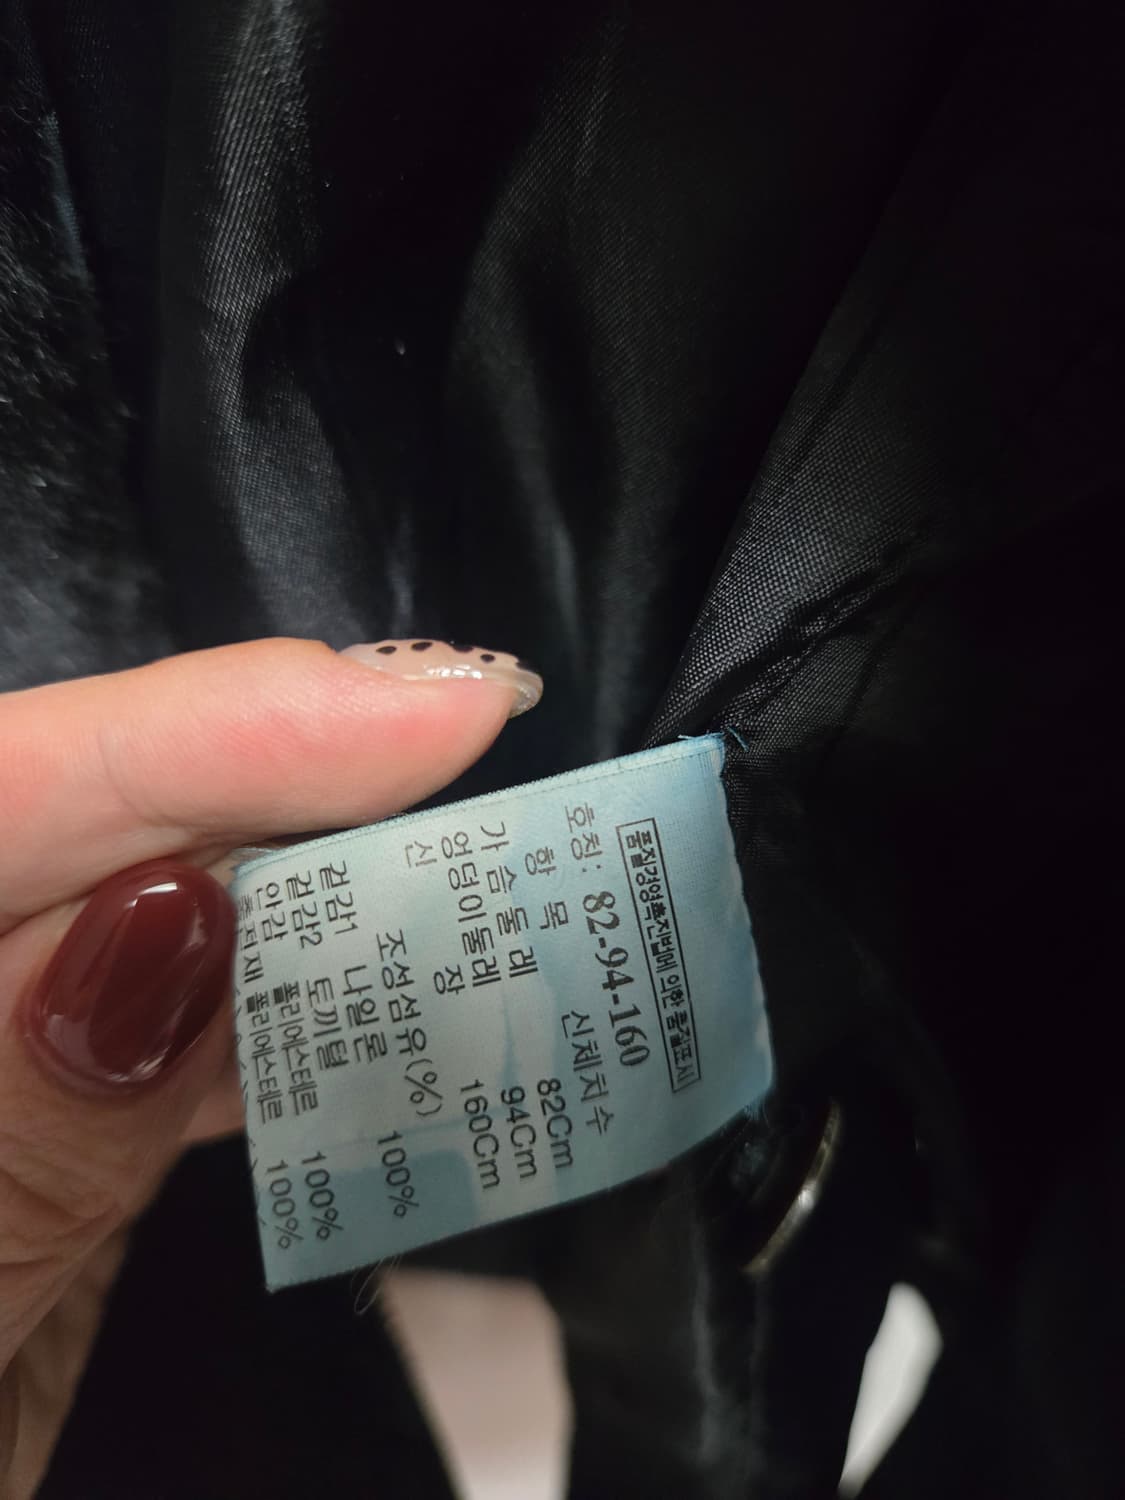 품질경영촉진법에 의한 품질표시
호칭: 82-94-160
항 목 신체치수
가슴둘레 82Cm
엉덩이둘레 94Cm
신 장 160Cm
조성섬유(%)
겉감1 나일론 100%
겉감2 토끼털
안감 폴리에스테르 100%
충전재 폴리에스테르 100%